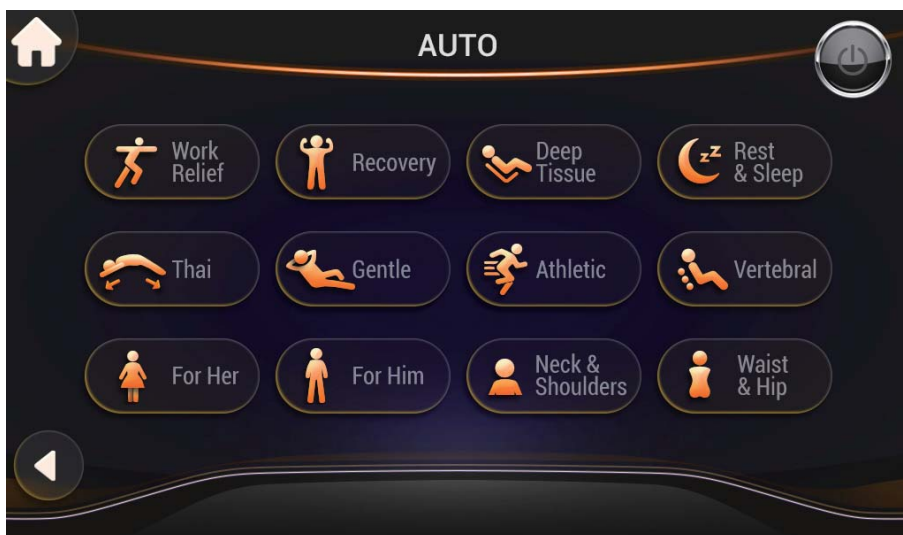 AUTO
Work
Relief
Recovery
Deep
Tissue
zz
Rest
& Sleep
Thai
Gentle
Athletic
Vertebral
For Her
For Him
Neck &
Shoulders
Waist
& Hip